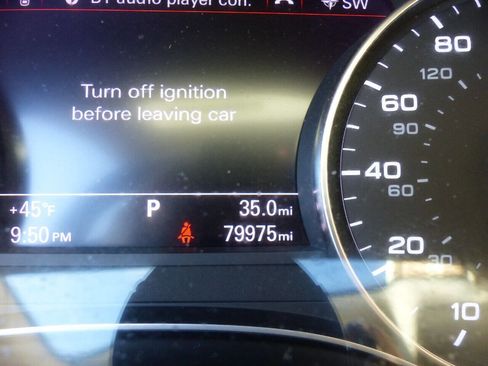 BT audio player con.
SW
Turn off ignition
before leaving car
+45°F P 35.0mi
9:50 PM 79975mi
80
120
60
90
40
60
20
30
10